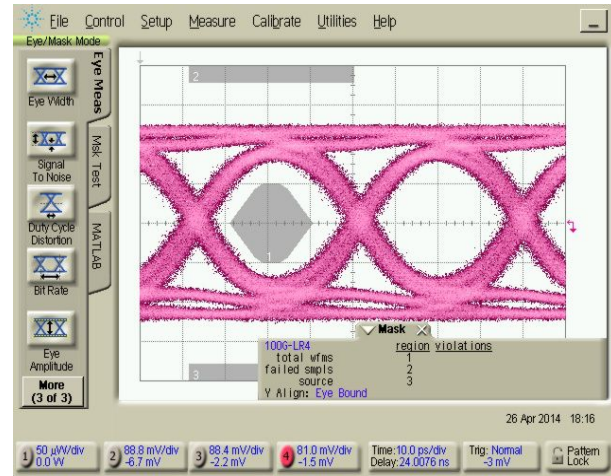 File Control Setup Measure Calibrate Utilities Help
Eye/Mask Mode
Eye Meas
Msk Test
MATLAB
Eye Width
Signal
To Noise
Duty Cycle
Distortion
Bit Rate
Eye
Amplitude
More
(3 of 3)
2
1
3
Mask
100G-LR4 region violations
total wfms 1
failed smpls 2
source 3
Y Align: Eye Bound
26 Apr 2014 18:16
1) 50 µW/div
0.0 W
2) 88.8 mV/div
-6.7 mV
3) 88.4 mV/div
-2.2 mV
4) 81.0 mV/div
-1.5 mV
Time:10.0 ps/div
Delay:24.0076 ns
Trig: Normal
-3 mV
Pattern
Lock